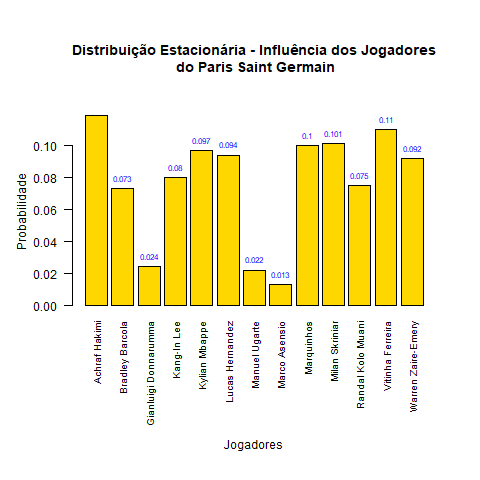 Distribuição Estacionária - Influência dos Jogadores
do Paris Saint Germain
Probabilidade
0.10
0.08
0.06
0.04
0.02
0.00
0.073
0.024
0.08
0.097
0.094
0.022
0.013
0.1
0.101
0.075
0.11
0.092
Achraf Hakimi
Bradley Barcola
Gianluigi Donnarumma
Kang-In Lee
Kylian Mbappe
Lucas Hernandez
Manuel Ugarte
Marco Asensio
Marquinhos
Milan Skriniar
Randal Kolo Muani
Vitinha Ferreira
Warren Zaire-Emery
Jogadores